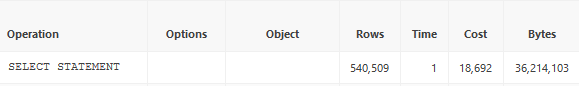 Operation Options Object Rows Time Cost Bytes
SELECT STATEMENT 540,509 1 18,692 36,214,103